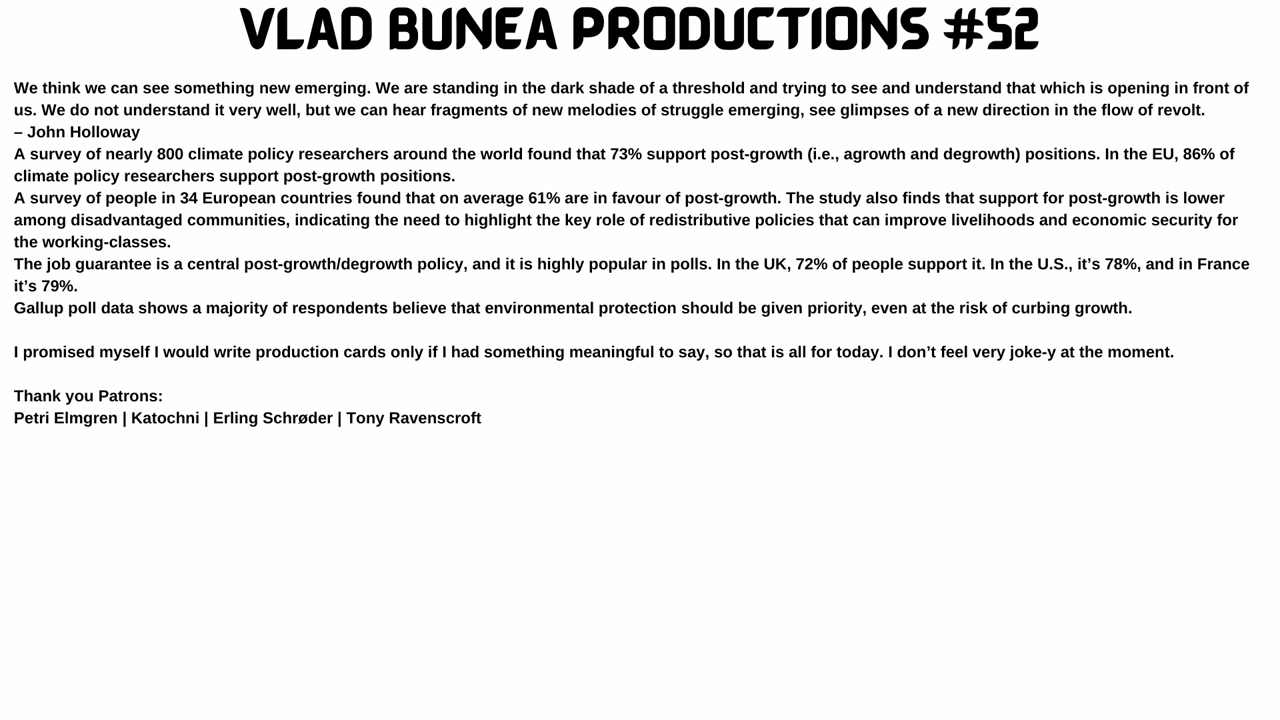 VLAD BUNEA PRODUCTIONS #52
We think we can see something new emerging. We are standing in the dark shade of a threshold and trying to see and understand that which is opening in front of
us. We do not understand it very well, but we can hear fragments of new melodies of struggle emerging, see glimpses of a new direction in the flow of revolt.
– John Holloway
A survey of nearly 800 climate policy researchers around the world found that 73% support post-growth (i.e., agrowth and degrowth) positions. In the EU, 86% of
climate policy researchers support post-growth positions.
A survey of people in 34 European countries found that on average 61% are in favour of post-growth. The study also finds that support for post-growth is lower
among disadvantaged communities, indicating the need to highlight the key role of redistributive policies that can improve livelihoods and economic security for
the working-classes.
The job guarantee is a central post-growth/degrowth policy, and it is highly popular in polls. In the UK, 72% of people support it. In the U.S., it’s 78%, and in France
it’s 79%.
Gallup poll data shows a majority of respondents believe that environmental protection should be given priority, even at the risk of curbing growth.
I promised myself I would write production cards only if I had something meaningful to say, so that is all for today. I don’t feel very joke-y at the moment.
Thank you Patrons:
Petri Elmgren | Katochni | Erling Schrøder | Tony Ravenscroft